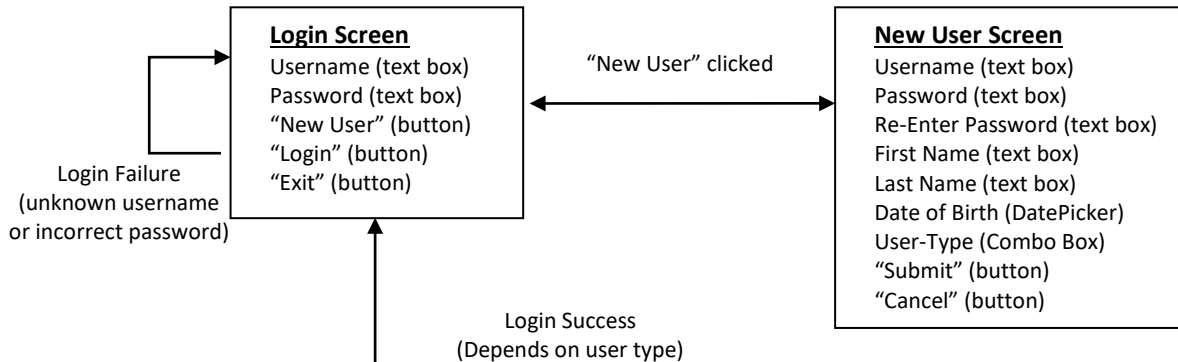 Login Screen
Username (text box)
Password (text box)
“New User” (button)
“Login” (button)
“Exit” (button)
Login Failure
(unknown username
or incorrect password)
“New User” clicked
New User Screen
Username (text box)
Password (text box)
Re-Enter Password (text box)
First Name (text box)
Last Name (text box)
Date of Birth (DatePicker)
User-Type (Combo Box)
“Submit” (button)
“Cancel” (button)
Login Success
(Depends on user type)